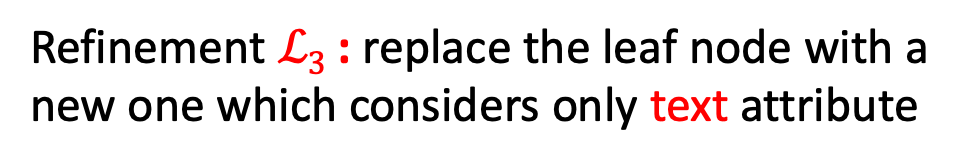 Refinement ℒ₃ : replace the leaf node with a
new one which considers only text attribute